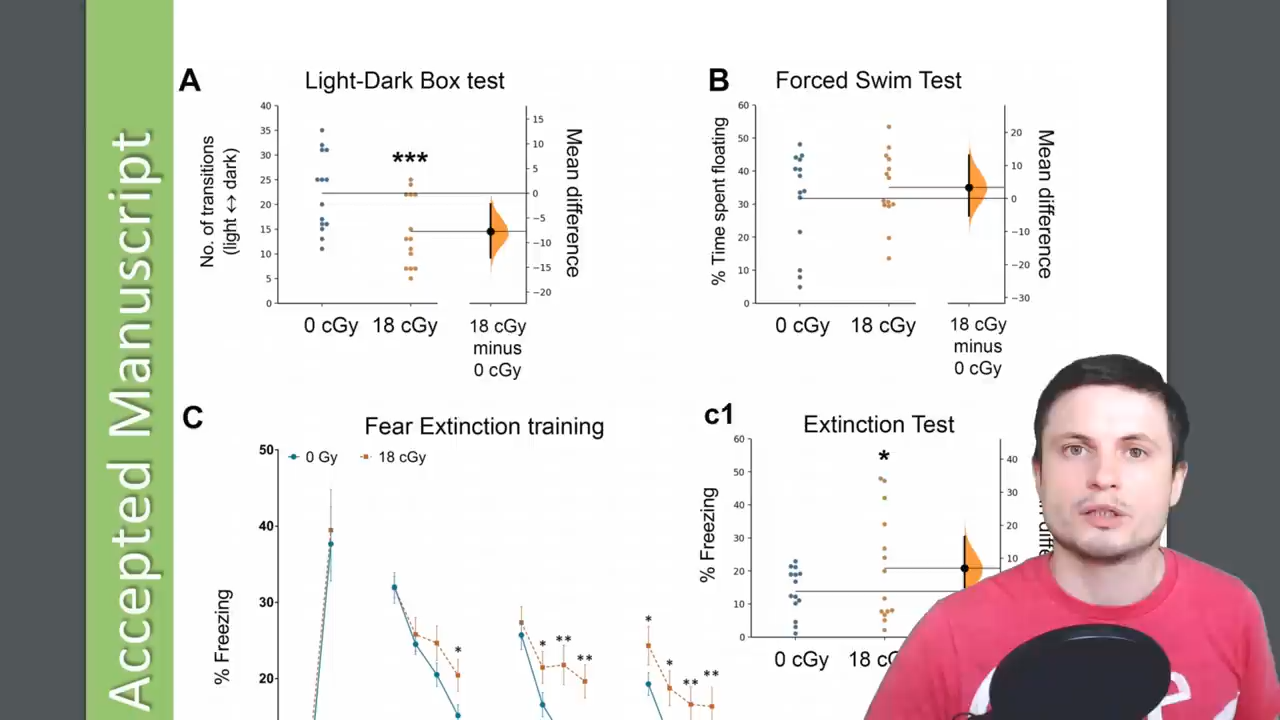 Accepted Manuscript
A
Light-Dark Box test
No. of transitions
(light ↔ dark)
40
35
30
25
20
15
10
5
0
***
15
10
5
0
−5
−10
−15
−20
Mean difference
0 cGy
18 cGy
18 cGy
minus
0 cGy
B
Forced Swim Test
% Time spent floating
60
50
40
30
20
10
0
20
10
0
−10
−20
−30
Mean difference
0 cGy
18 cGy
18 cGy
minus
0 cGy
C
Fear Extinction training
0 Gy
18 cGy
% Freezing
50
40
30
20
*
*
**
**
*
*
**
**
c1
Extinction Test
% Freezing
60
50
40
30
20
10
0
*
40
30
20
10
0 cGy